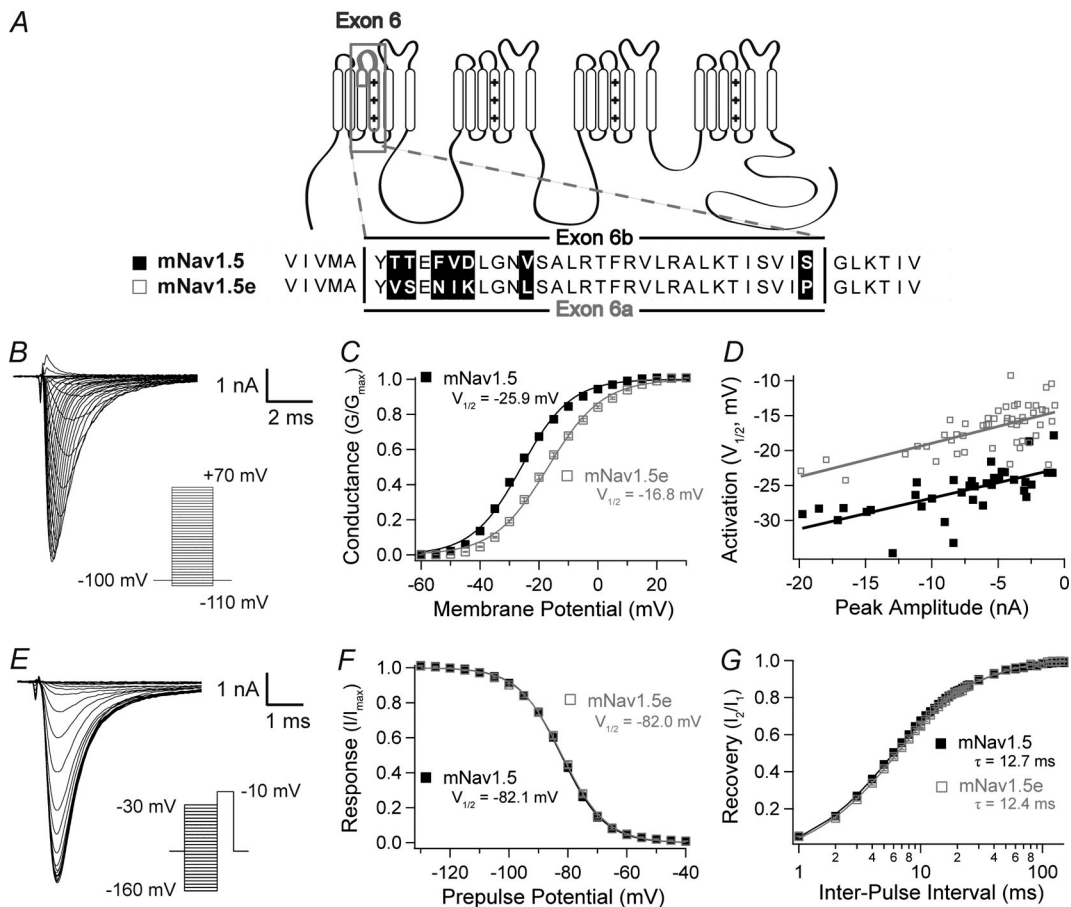 A
Exon 6
+
+
+
+
+
+
+
+
+
+
+
+
Exon 6b
mNav1.5 VIVMA YTTEFVDLGNVSALRTFRVLRALKTISVIS GLKTIV
mNav1.5e VIVMA YVSENIKLGNLSALRTFRVLRALKTISVIP GLKTIV
Exon 6a
B
1 nA
2 ms
+70 mV
-100 mV
-110 mV
C
Conductance (G/Gmax)
1.0
0.8
0.6
0.4
0.2
0.0
mNav1.5
V1/2 = -25.9 mV
mNav1.5e
V1/2 = -16.8 mV
-60 -40 -20 0 20
Membrane Potential (mV)
D
Activation (V1/2, mV)
-10
-15
-20
-25
-30
-20 -15 -10 -5 0
Peak Amplitude (nA)
E
1 nA
1 ms
-30 mV
-10 mV
-160 mV
F
Response (I/Imax)
1.0
0.8
0.6
0.4
0.2
0.0
mNav1.5e
V1/2 = -82.0 mV
mNav1.5
V1/2 = -82.1 mV
-120 -100 -80 -60 -40
Prepulse Potential (mV)
G
Recovery (I2/I1)
1.0
0.8
0.6
0.4
0.2
mNav1.5
τ = 12.7 ms
mNav1.5e
τ = 12.4 ms
1 2 4 6 8 10 2 4 6 8 100
Inter-Pulse Interval (ms)